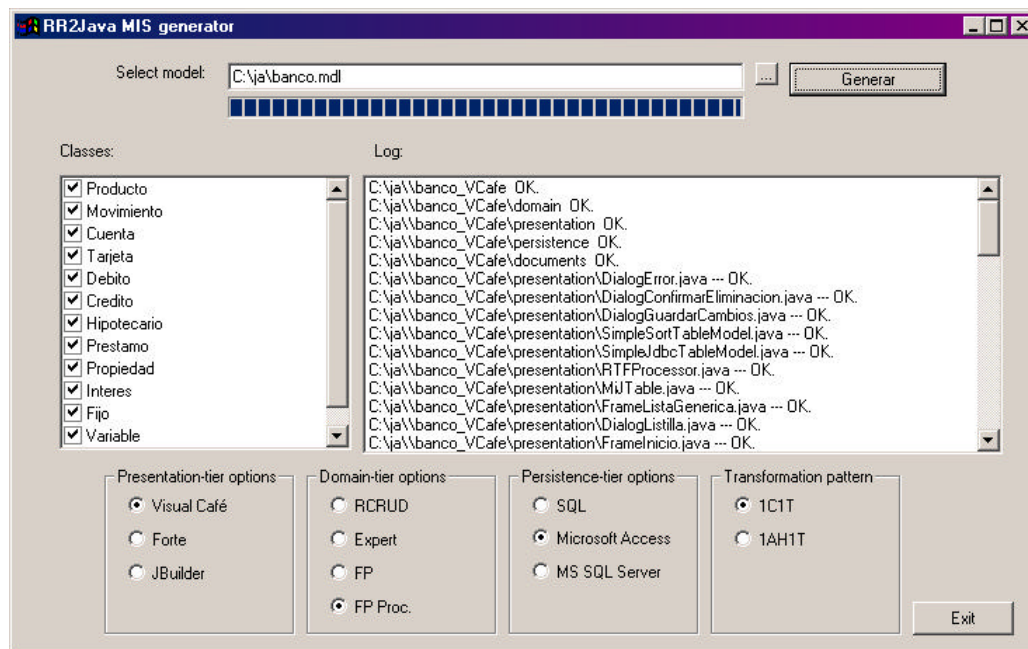 RR2Java MIS generator
Select model:
C:\ja\banco.mdl
...
Generar
Classes:
Log:
Producto
Movimiento
Cuenta
Tarjeta
Debito
Credito
Hipotecario
Prestamo
Propiedad
Interes
Fijo
Variable
C:\ja\\banco_VCafe OK.
C:\ja\\banco_VCafe\domain OK.
C:\ja\\banco_VCafe\presentation OK.
C:\ja\\banco_VCafe\persistence OK.
C:\ja\\banco_VCafe\documents OK.
C:\ja\\banco_VCafe\presentation\DialogError.java --- OK.
C:\ja\\banco_VCafe\presentation\DialogConfirmarEliminacion.java --- OK.
C:\ja\\banco_VCafe\presentation\DialogGuardarCambios.java --- OK.
C:\ja\\banco_VCafe\presentation\SimpleSortTableModel.java --- OK.
C:\ja\\banco_VCafe\presentation\SimpleJdbcTableModel.java --- OK.
C:\ja\\banco_VCafe\presentation\RTFProcessor.java --- OK.
C:\ja\\banco_VCafe\presentation\MiJTable.java --- OK.
C:\ja\\banco_VCafe\presentation\FrameListaGenerica.java --- OK.
C:\ja\\banco_VCafe\presentation\DialogListilla.java --- OK.
C:\ja\\banco_VCafe\presentation\FrameInicio.java --- OK.
Presentation-tier options
Visual Café
Forte
JBuilder
Domain-tier options
RCRUD
Expert
FP
FP Proc.
Persistence-tier options
SQL
Microsoft Access
MS SQL Server
Transformation pattern
1C1T
1AH1T
Exit